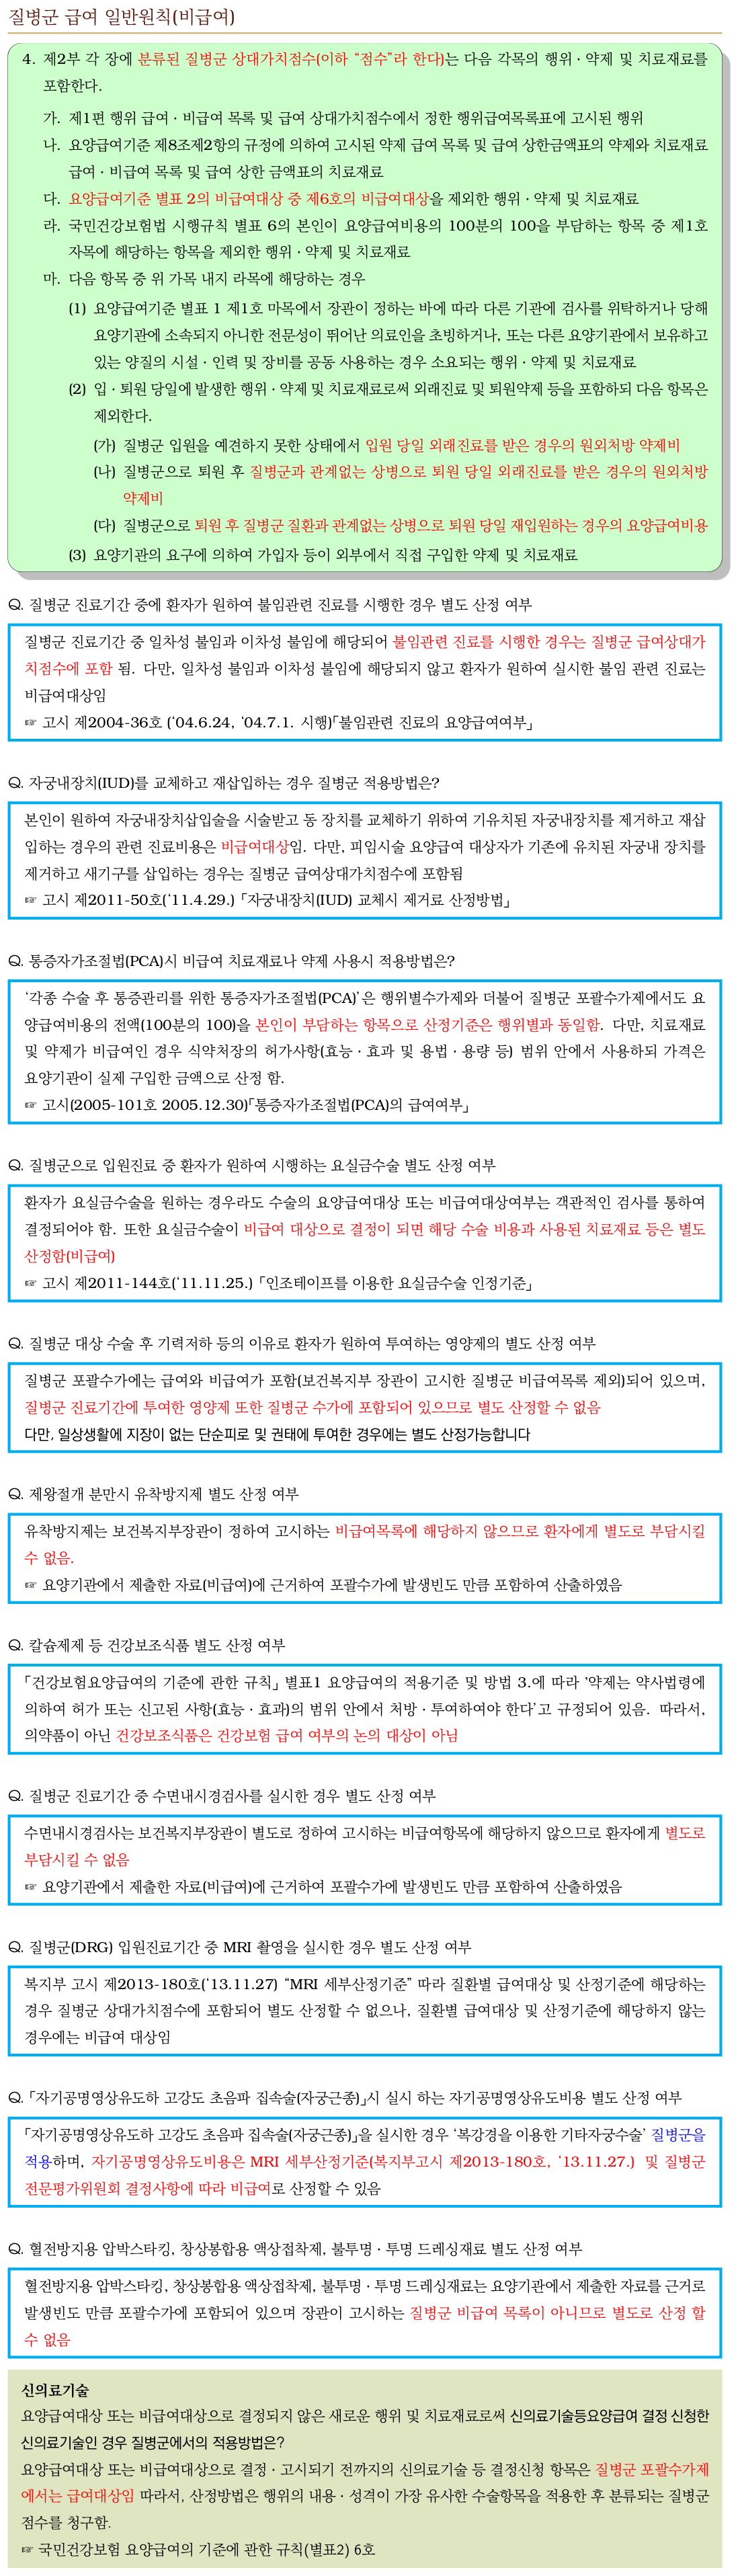 질병군 급여 일반원칙(비급여)
4. 제2부 각 장에 분류된 질병군 상대가치점수(이하 “점수”라 한다)는 다음 각목의 행위 · 약제 및 치료재료를
포함한다.
가. 제1편 행위 급여 · 비급여 목록 및 급여 상대가치점수에서 정한 행위급여목록표에 고시된 행위
나. 요양급여기준 제8조제2항의 규정에 의하여 고시된 약제 급여 목록 및 급여 상한금액표의 약제와 치료재료
급여 · 비급여 목록 및 급여 상한 금액표의 치료재료
다. 요양급여기준 별표 2의 비급여대상 중 제6호의 비급여대상을 제외한 행위 · 약제 및 치료재료
라. 국민건강보험법 시행규칙 별표 6의 본인이 요양급여비용의 100분의 100을 부담하는 항목 중 제1호
자목에 해당하는 항목을 제외한 행위 · 약제 및 치료재료
마. 다음 항목 중 위 가목 내지 라목에 해당하는 경우
(1) 요양급여기준 별표 1 제1호 마목에서 장관이 정하는 바에 따라 다른 기관에 검사를 위탁하거나 당해
요양기관에 소속되지 아니한 전문성이 뛰어난 의료인을 초빙하거나, 또는 다른 요양기관에서 보유하고
있는 양질의 시설 · 인력 및 장비를 공동 사용하는 경우 소요되는 행위 · 약제 및 치료재료
(2) 입 · 퇴원 당일에 발생한 행위 · 약제 및 치료재료로써 외래진료 및 퇴원약제 등을 포함하되 다음 항목은
제외한다.
(가) 질병군 입원을 예견하지 못한 상태에서 입원 당일 외래진료를 받은 경우의 원외처방 약제비
(나) 질병군으로 퇴원 후 질병군과 관계없는 상병으로 퇴원 당일 외래진료를 받은 경우의 원외처방
약제비
(다) 질병군으로 퇴원 후 질병군 질환과 관계없는 상병으로 퇴원 당일 재입원하는 경우의 요양급여비용
(3) 요양기관의 요구에 의하여 가입자 등이 외부에서 직접 구입한 약제 및 치료재료
Q. 질병군 진료기간 중에 환자가 원하여 불임관련 진료를 시행한 경우 별도 산정 여부
질병군 진료기간 중 일차성 불임과 이차성 불임에 해당되어 불임관련 진료를 시행한 경우는 질병군 급여상대가
치점수에 포함 됨. 다만, 일차성 불임과 이차성 불임에 해당되지 않고 환자가 원하여 실시한 불임 관련 진료는
비급여대상임
☞ 고시 제2004-36호 (‘04.6.24, ‘04.7.1. 시행)「불임관련 진료의 요양급여여부」
Q. 자궁내장치(IUD)를 교체하고 재삽입하는 경우 질병군 적용방법은?
본인이 원하여 자궁내장치삽입술을 시술받고 동 장치를 교체하기 위하여 기유치된 자궁내장치를 제거하고 재삽
입하는 경우의 관련 진료비용은 비급여대상임. 다만, 피임시술 요양급여 대상자가 기존에 유치된 자궁내 장치를
제거하고 새기구를 삽입하는 경우는 질병군 급여상대가치점수에 포함됨
☞ 고시 제2011-50호(‘11.4.29.) 「자궁내장치(IUD) 교체시 제거료 산정방법」
Q. 통증자가조절법(PCA)시 비급여 치료재료나 약제 사용시 적용방법은?
‘각종 수술 후 통증관리를 위한 통증자가조절법(PCA)’은 행위별수가제와 더불어 질병군 포괄수가제에서도 요
양급여비용의 전액(100분의 100)을 본인이 부담하는 항목으로 산정기준은 행위별과 동일함. 다만, 치료재료
및 약제가 비급여인 경우 식약처장의 허가사항(효능 · 효과 및 용법 · 용량 등) 범위 안에서 사용하되 가격은
요양기관이 실제 구입한 금액으로 산정 함.
☞ 고시(2005-101호 2005.12.30)「통증자가조절법(PCA)의 급여여부」
Q. 질병군으로 입원진료 중 환자가 원하여 시행하는 요실금수술 별도 산정 여부
환자가 요실금수술을 원하는 경우라도 수술의 요양급여대상 또는 비급여대상여부는 객관적인 검사를 통하여
결정되어야 함. 또한 요실금수술이 비급여 대상으로 결정이 되면 해당 수술 비용과 사용된 치료재료 등은 별도
산정함(비급여)
☞ 고시 제2011-144호(‘11.11.25.) 「인조테이프를 이용한 요실금수술 인정기준」
Q. 질병군 대상 수술 후 기력저하 등의 이유로 환자가 원하여 투여하는 영양제의 별도 산정 여부
질병군 포괄수가에는 급여와 비급여가 포함(보건복지부 장관이 고시한 질병군 비급여목록 제외)되어 있으며,
질병군 진료기간에 투여한 영양제 또한 질병군 수가에 포함되어 있으므로 별도 산정할 수 없음
다만, 일상생활에 지장이 없는 단순피로 및 권태에 투여한 경우에는 별도 산정가능합니다
Q. 제왕절개 분만시 유착방지제 별도 산정 여부
유착방지제는 보건복지부장관이 정하여 고시하는 비급여목록에 해당하지 않으므로 환자에게 별도로 부담시킬
수 없음.
☞ 요양기관에서 제출한 자료(비급여)에 근거하여 포괄수가에 발생빈도 만큼 포함하여 산출하였음
Q. 칼슘제제 등 건강보조식품 별도 산정 여부
「건강보험요양급여의 기준에 관한 규칙」 별표1 요양급여의 적용기준 및 방법 3.에 따라 ‘약제는 약사법령에
의하여 허가 또는 신고된 사항(효능 · 효과)의 범위 안에서 처방 · 투여하여야 한다’고 규정되어 있음. 따라서,
의약품이 아닌 건강보조식품은 건강보험 급여 여부의 논의 대상이 아님
Q. 질병군 진료기간 중 수면내시경검사를 실시한 경우 별도 산정 여부
수면내시경검사는 보건복지부장관이 별도로 정하여 고시하는 비급여항목에 해당하지 않으므로 환자에게 별도로
부담시킬 수 없음
☞ 요양기관에서 제출한 자료(비급여)에 근거하여 포괄수가에 발생빈도 만큼 포함하여 산출하였음
Q. 질병군(DRG) 입원진료기간 중 MRI 촬영을 실시한 경우 별도 산정 여부
복지부 고시 제2013-180호(‘13.11.27) “MRI 세부산정기준” 따라 질환별 급여대상 및 산정기준에 해당하는
경우 질병군 상대가치점수에 포함되어 별도 산정할 수 없으나, 질환별 급여대상 및 산정기준에 해당하지 않는
경우에는 비급여 대상임
Q. 「자기공명영상유도하 고강도 초음파 집속술(자궁근종)」시 실시 하는 자기공명영상유도비용 별도 산정 여부
「자기공명영상유도하 고강도 초음파 집속술(자궁근종)」을 실시한 경우 ‘복강경을 이용한 기타자궁수술’ 질병군을
적용하며, 자기공명영상유도비용은 MRI 세부산정기준(복지부고시 제2013-180호, ‘13.11.27.) 및 질병군
전문평가위원회 결정사항에 따라 비급여로 산정할 수 있음
Q. 혈전방지용 압박스타킹, 창상봉합용 액상접착제, 불투명 · 투명 드레싱재료 별도 산정 여부
혈전방지용 압박스타킹, 창상봉합용 액상접착제, 불투명 · 투명 드레싱재료는 요양기관에서 제출한 자료를 근거로
발생빈도 만큼 포괄수가에 포함되어 있으며 장관이 고시하는 질병군 비급여 목록이 아니므로 별도로 산정 할
수 없음
신의료기술
요양급여대상 또는 비급여대상으로 결정되지 않은 새로운 행위 및 치료재료로써 신의료기술등요양급여 결정 신청한
신의료기술인 경우 질병군에서의 적용방법은?
요양급여대상 또는 비급여대상으로 결정 · 고시되기 전까지의 신의료기술 등 결정신청 항목은 질병군 포괄수가제
에서는 급여대상임 따라서, 산정방법은 행위의 내용 · 성격이 가장 유사한 수술항목을 적용한 후 분류되는 질병군
점수를 청구함.
☞ 국민건강보험 요양급여의 기준에 관한 규칙(별표2) 6호